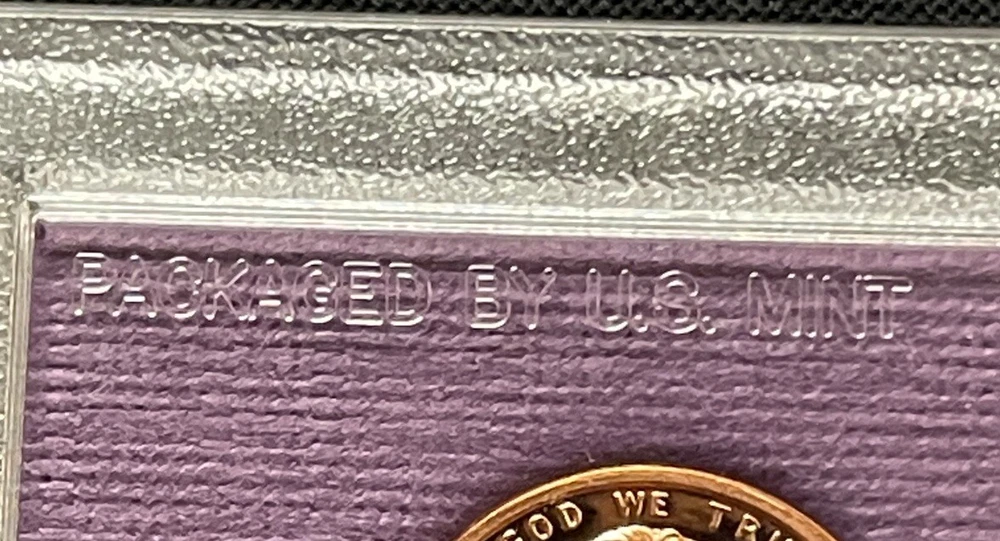 PACKAGED BY U.S. MINT
GOD WE TRU